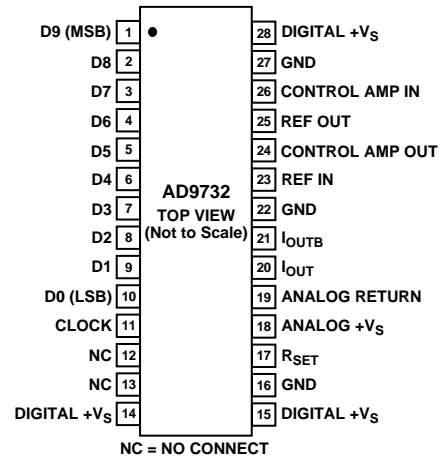 D9 (MSB) 1 28 DIGITAL +VS
D8 2 27 GND
D7 3 26 CONTROL AMP IN
D6 4 25 REF OUT
D5 5 24 CONTROL AMP OUT
D4 6 23 REF IN
D3 7 22 GND
D2 8 21 IOUTB
D1 9 20 IOUT
D0 (LSB) 10 19 ANALOG RETURN
CLOCK 11 18 ANALOG +VS
NC 12 17 RSET
NC 13 16 GND
DIGITAL +VS 14 15 DIGITAL +VS
AD9732
TOP VIEW
(Not to Scale)
NC = NO CONNECT